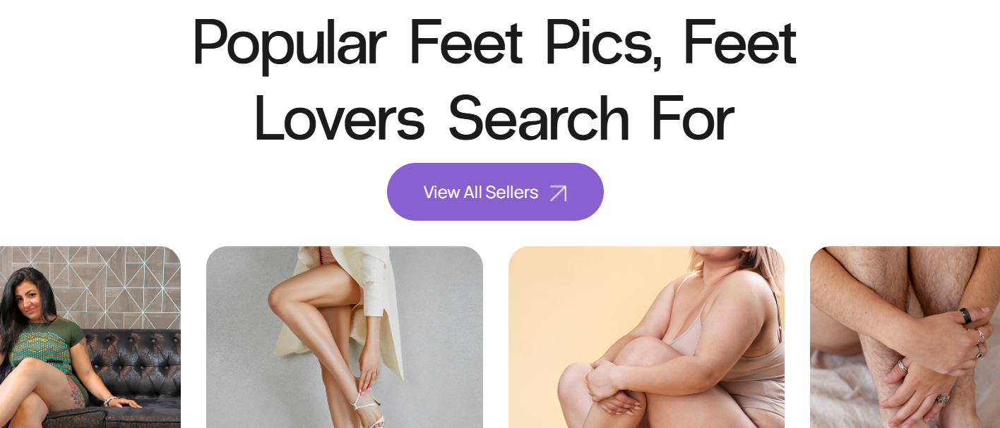 Popular Feet Pics, Feet
Lovers Search For
View All Sellers